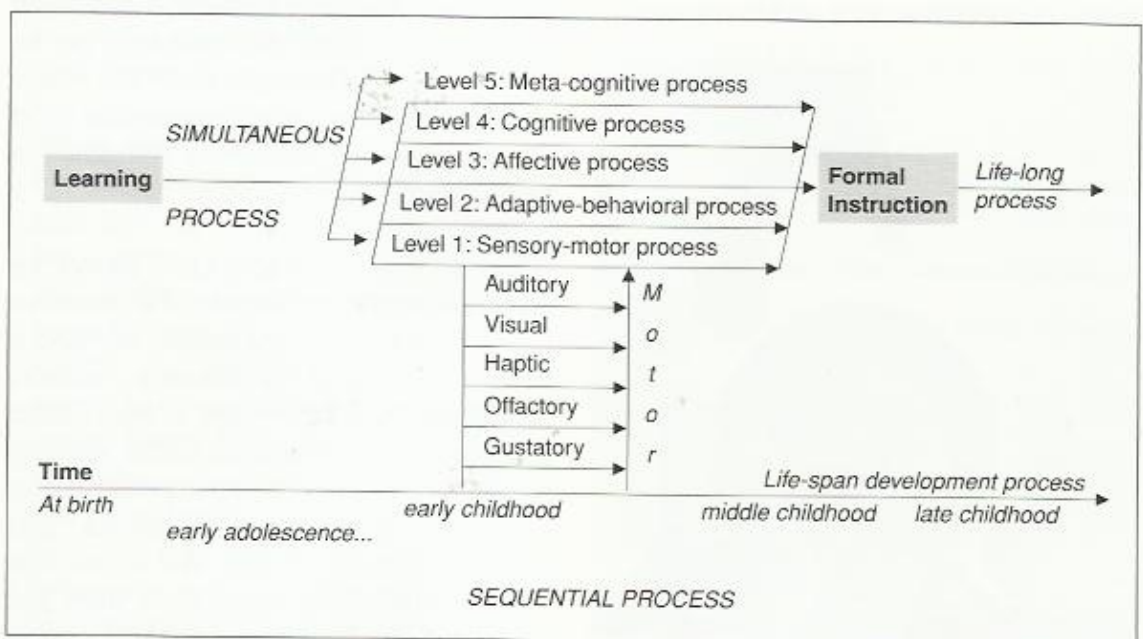 Level 5: Meta-cognitive process
SIMULTANEOUS
Level 4: Cognitive process
Level 3: Affective process
Learning
Formal
Instruction
Life-long
process
PROCESS
Level 2: Adaptive-behavioral process
Level 1: Sensory-motor process
Auditory
Visual
Haptic
Offactory
Gustatory
M
o
t
o
r
Time
Life-span development process
At birth
early childhood
middle childhood
late childhood
early adolescence...
SEQUENTIAL PROCESS